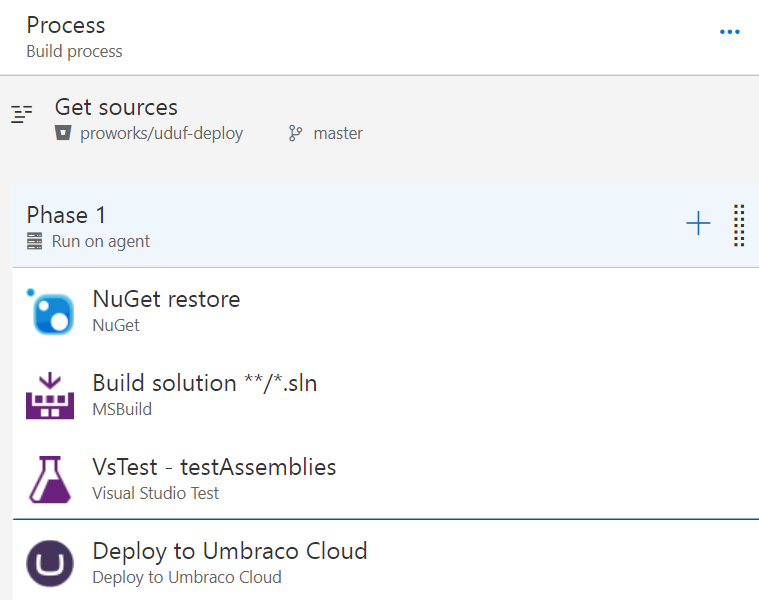 Process
Build process
Get sources
proworks/uduf-deploy master
Phase 1
Run on agent
NuGet restore
NuGet
Build solution **/*.sln
MSBuild
VsTest - testAssemblies
Visual Studio Test
Deploy to Umbraco Cloud
Deploy to Umbraco Cloud